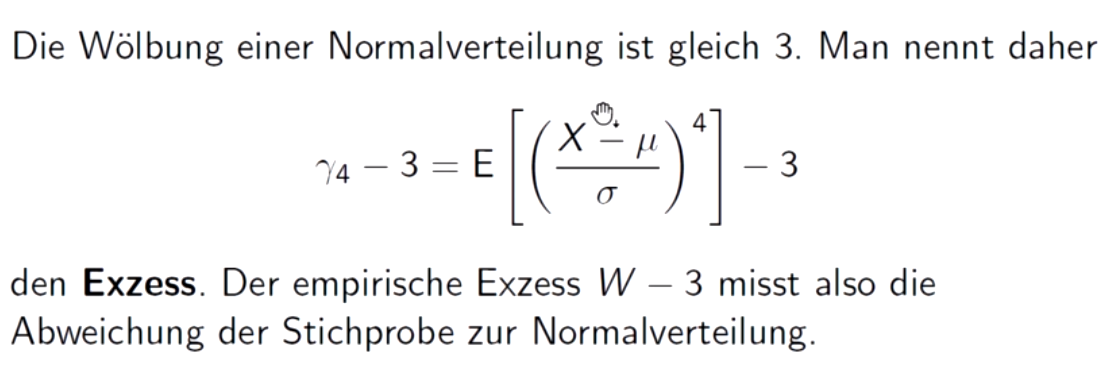 Die Wölbung einer Normalverteilung ist gleich 3. Man nennt daher
γ₄ − 3 = E[((X − μ)/σ)⁴] − 3
den Exzess. Der empirische Exzess W − 3 misst also die
Abweichung der Stichprobe zur Normalverteilung.